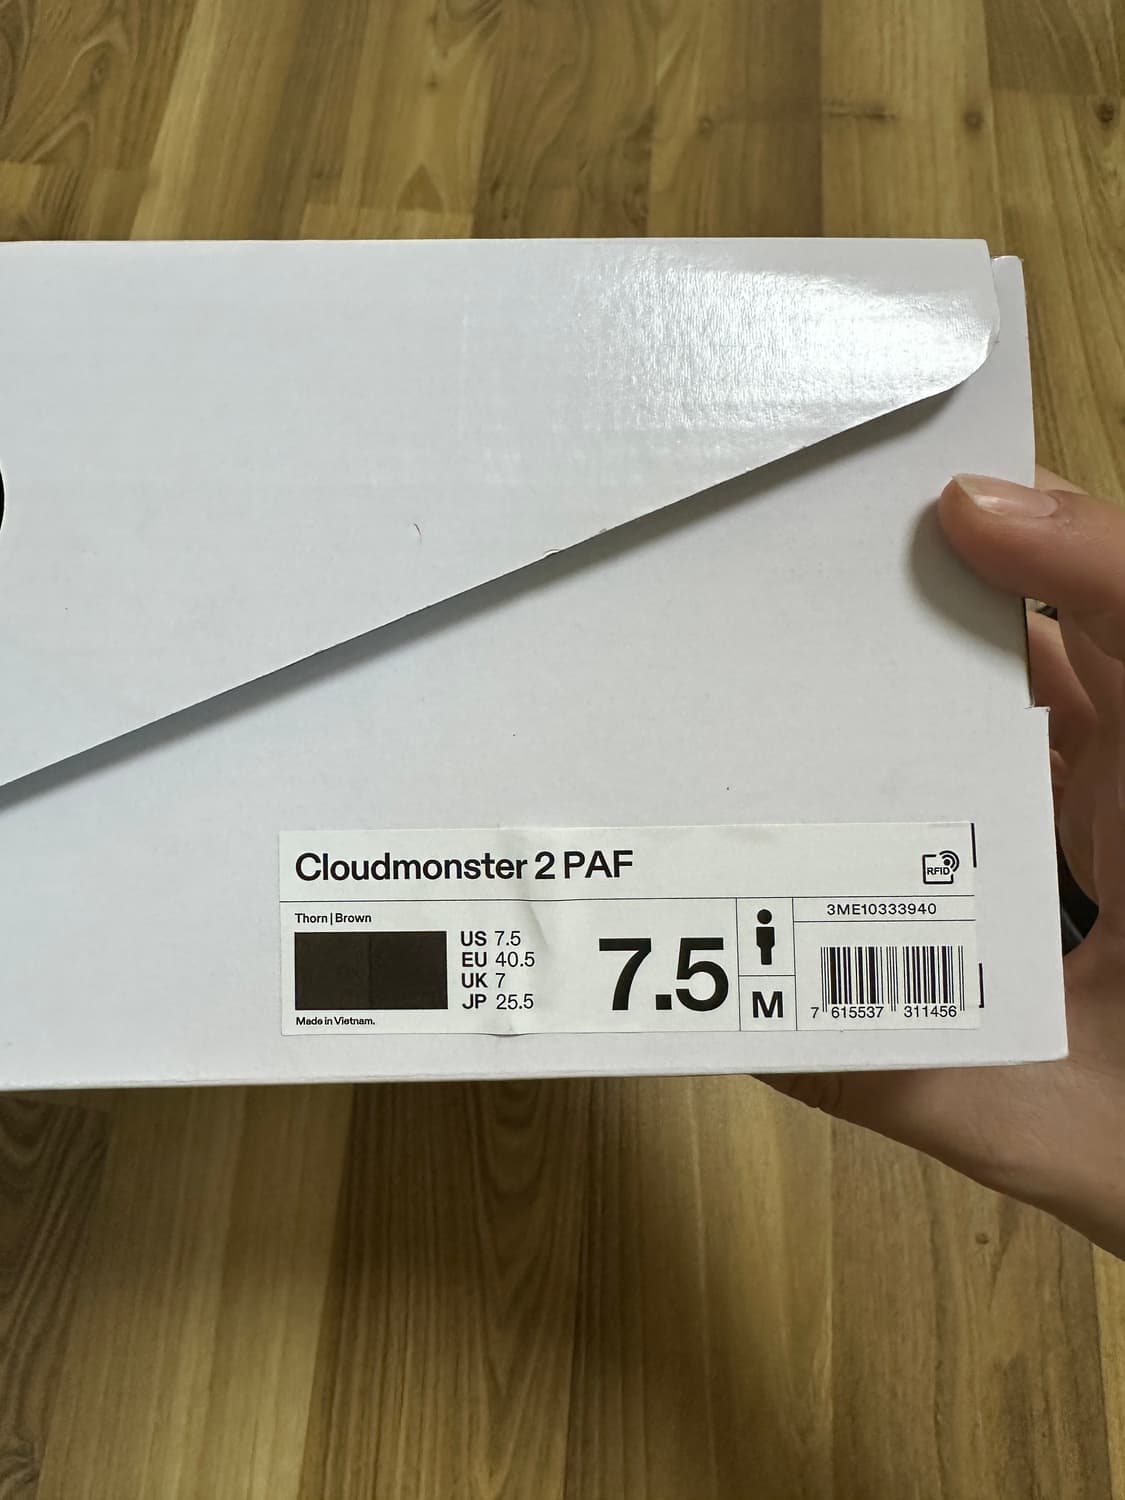 Cloudmonster 2 PAF
RFID
Thorn | Brown
US 7.5
EU 40.5
UK 7
JP 25.5
Made in Vietnam.
7.5
M
3ME10333940
7 615537 311456